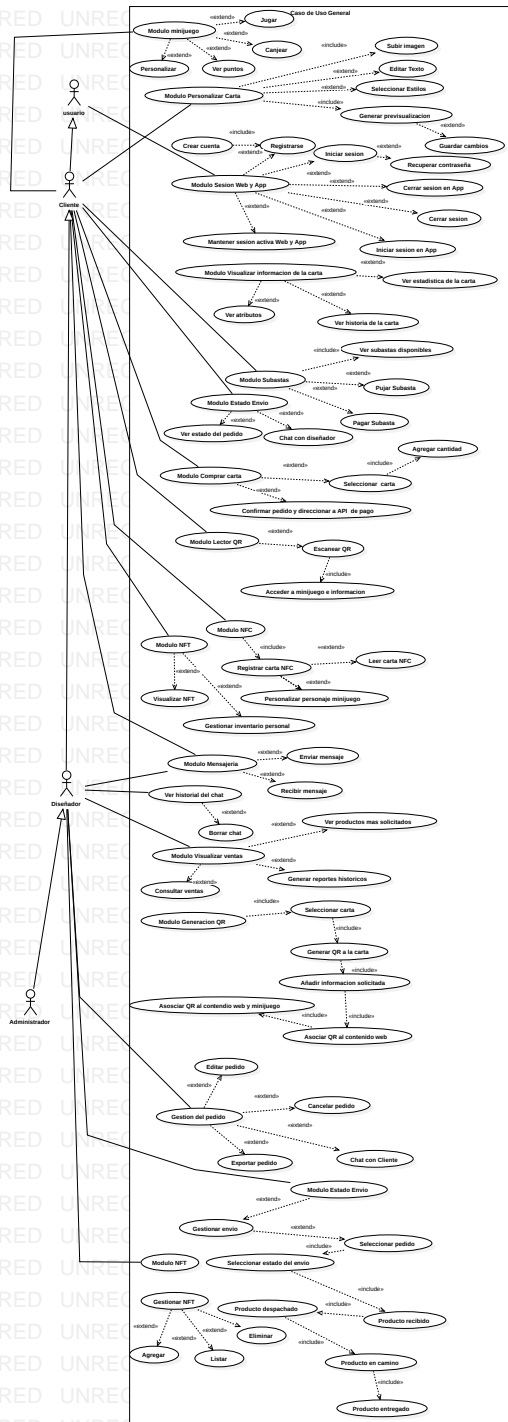 Caso de Uso General
Modulo minijuego
«extend»
Jugar
«extend»
Canjear
«extend»
Personalizar
«extend»
Ver puntos
Modulo Personalizar Carta
«include»
Subir imagen
«extend»
Editar Texto
«extend»
Seleccionar Estilos
«include»
Generar previsualizacion
«extend»
Guardar cambios
usuario
Crear cuenta
«include»
Registrarse
«extend»
«include»
Iniciar sesion
«extend»
Recuperar contraseña
Cliente
Modulo Sesion Web y App
«extend»
Cerrar sesion en App
«extend»
Cerrar sesion
«extend»
Mantener sesion activa Web y App
«extend»
Iniciar sesion en App
Modulo Visualizar informacion de la carta
«extend»
Ver estadistica de la carta
«extend»
Ver atributos
«extend»
Ver historia de la carta
Modulo Subastas
«include»
Ver subastas disponibles
«extend»
Pujar Subasta
«extend»
Pagar Subasta
Modulo Estado Envio
«extend»
Ver estado del pedido
«extend»
Chat con diseñador
Modulo Comprar carta
«extend»
Seleccionar carta
«include»
Agregar cantidad
«extend»
Confirmar pedido y direccionar a API de pago
Modulo Lector QR
«extend»
Escanear QR
«include»
Acceder a minijuego e informacion
Modulo NFC
«include»
Registrar carta NFC
«extend»
Leer carta NFC
«extend»
Personalizar personaje minijuego
Modulo NFT
«extend»
Visualizar NFT
«extend»
Gestionar inventario personal
Modulo Mensajeria
«extend»
Enviar mensaje
«extend»
Recibir mensaje
Diseñador
Ver historial del chat
«extend»
Borrar chat
Modulo Visualizar ventas
«extend»
Ver productos mas solicitados
«extend»
Generar reportes historicos
«extend»
Consultar ventas
Modulo Generacion QR
«include»
Seleccionar carta
«include»
Generar QR a la carta
«include»
Añadir informacion solicitada
«include»
Asociar QR al contenido web
«include»
Asosciar QR al contendio web y minijuego
Administrador
Gestion del pedido
«extend»
Editar pedido
«extend»
Cancelar pedido
«extend»
Chat con Cliente
«extend»
Exportar pedido
Modulo Estado Envio
«extend»
Gestionar envio
«extend»
Seleccionar pedido
«include»
Seleccionar estado del envio
«include»
Producto recibido
«include»
Producto despachado
«include»
Producto en camino
«include»
Producto entregado
Modulo NFT
Gestionar NFT
«extend»
Agregar
«extend»
Listar
«extend»
Eliminar